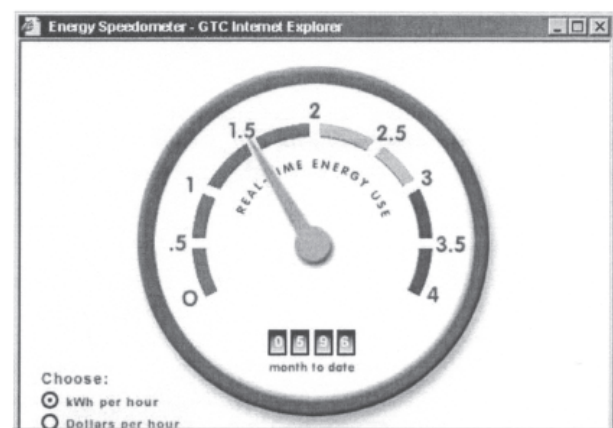 Energy Speedometer - GTC Internet Explorer
2
1.5
2.5
REAL-TIME ENERGY USE
1
3
.5
3.5
0
4
0596
month to date
Choose:
kWh per hour
Dollars per hour